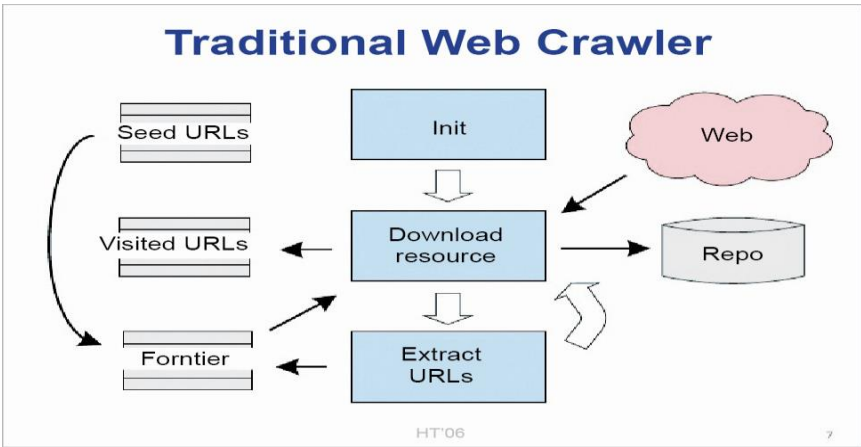 Traditional Web Crawler
Seed URLs
Init
Web
Visited URLs
Download
resource
Repo
Forntier
Extract
URLs
HT'06
7